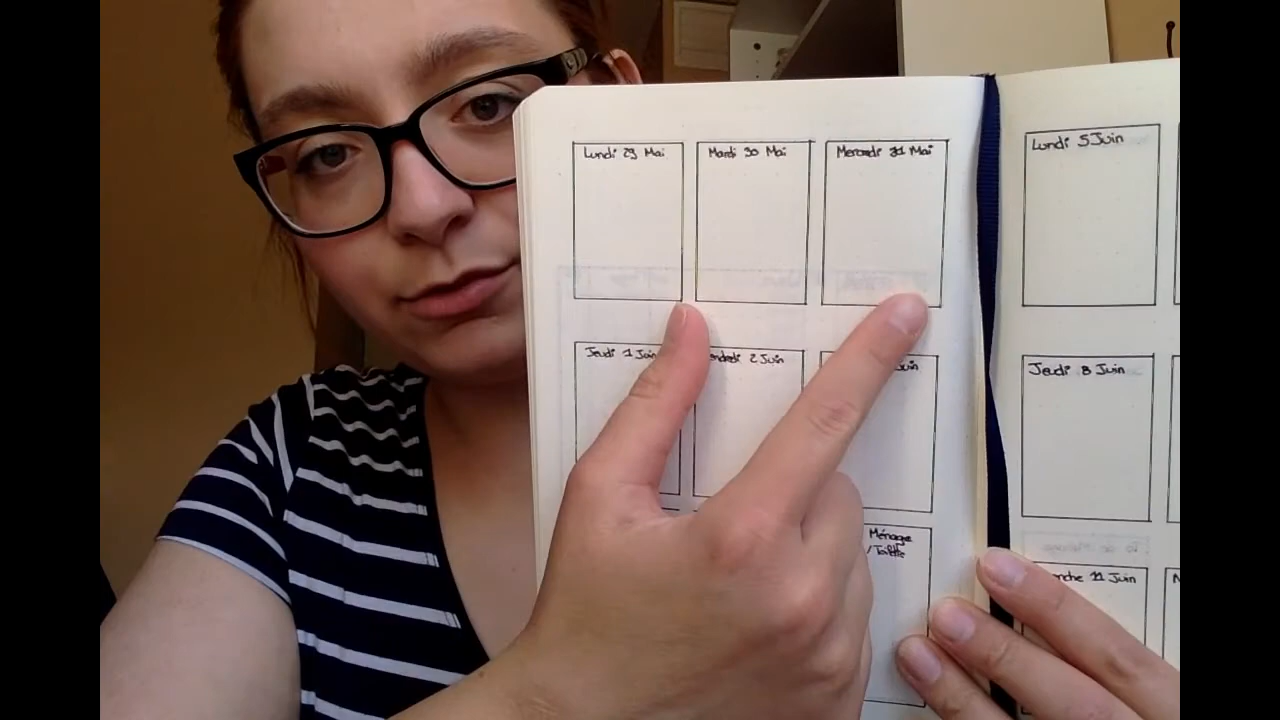 Lundi 29 Mai
Mardi 30 Mai
Mercredi 31 Mai
Jeudi 1 Juin
endredi 2 Juin
Juin
Ménage
/Toilette
Lundi 5 Juin
Jeudi 8 Juin
nche 11 Juin